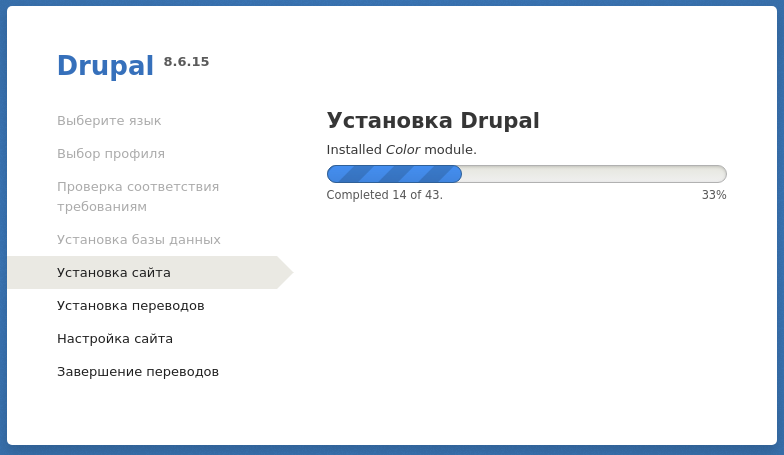 Drupal 8.6.15
Выберите язык
Выбор профиля
Проверка соответствия
требованиям
Установка базы данных
Установка сайта
Установка переводов
Настройка сайта
Завершение переводов
Установка Drupal
Installed Color module.
Completed 14 of 43.
33%